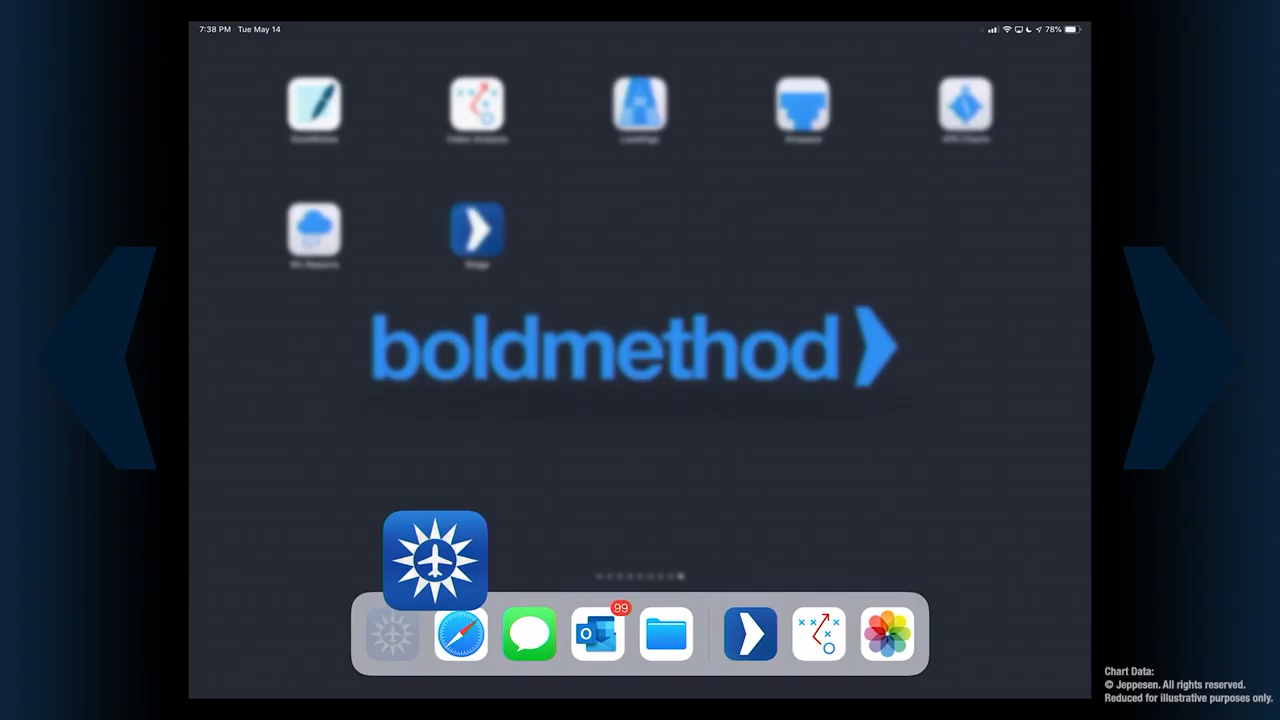 7:38 PM Tue May 14
78%
Landings
boldmethod
99
Chart Data:
© Jeppesen. All rights reserved.
Reduced for illustrative purposes only.